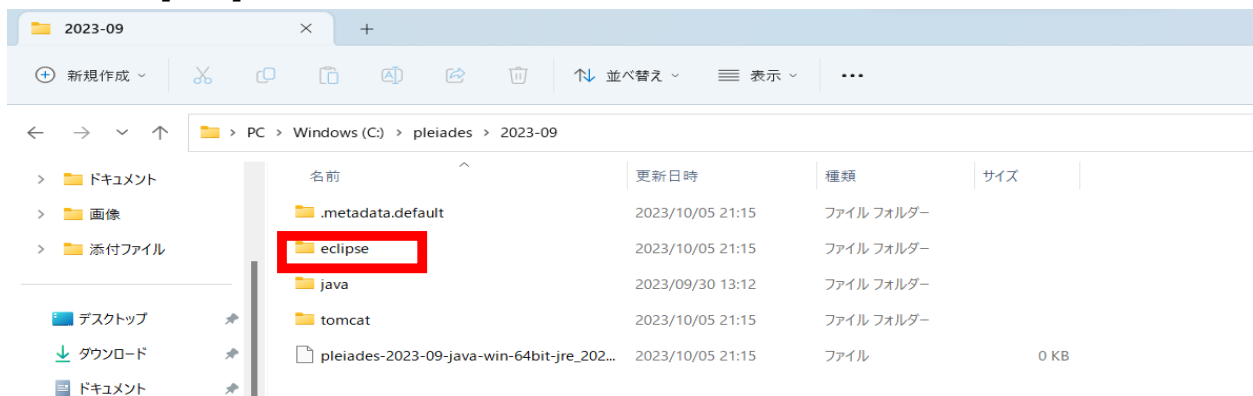 2023-09
新規作成
並べ替え
表示
PC > Windows (C:) > pleiades > 2023-09
ドキュメント
画像
添付ファイル
デスクトップ
ダウンロード
ドキュメント
名前 更新日時 種類 サイズ
.metadata.default 2023/10/05 21:15 ファイル フォルダー
eclipse 2023/10/05 21:15 ファイル フォルダー
java 2023/09/30 13:12 ファイル フォルダー
tomcat 2023/10/05 21:15 ファイル フォルダー
pleiades-2023-09-java-win-64bit-jre_202... 2023/10/05 21:15 ファイル 0 KB